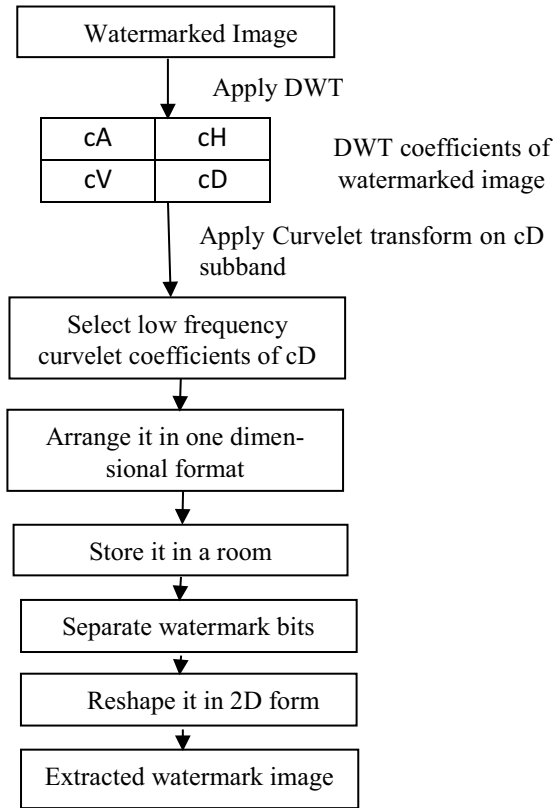 Watermarked Image
Apply DWT
cA cH
cV cD
DWT coefficients of
watermarked image
Apply Curvelet transform on cD
subband
Select low frequency
curvelet coefficients of cD
Arrange it in one dimen-
sional format
Store it in a room
Separate watermark bits
Reshape it in 2D form
Extracted watermark image